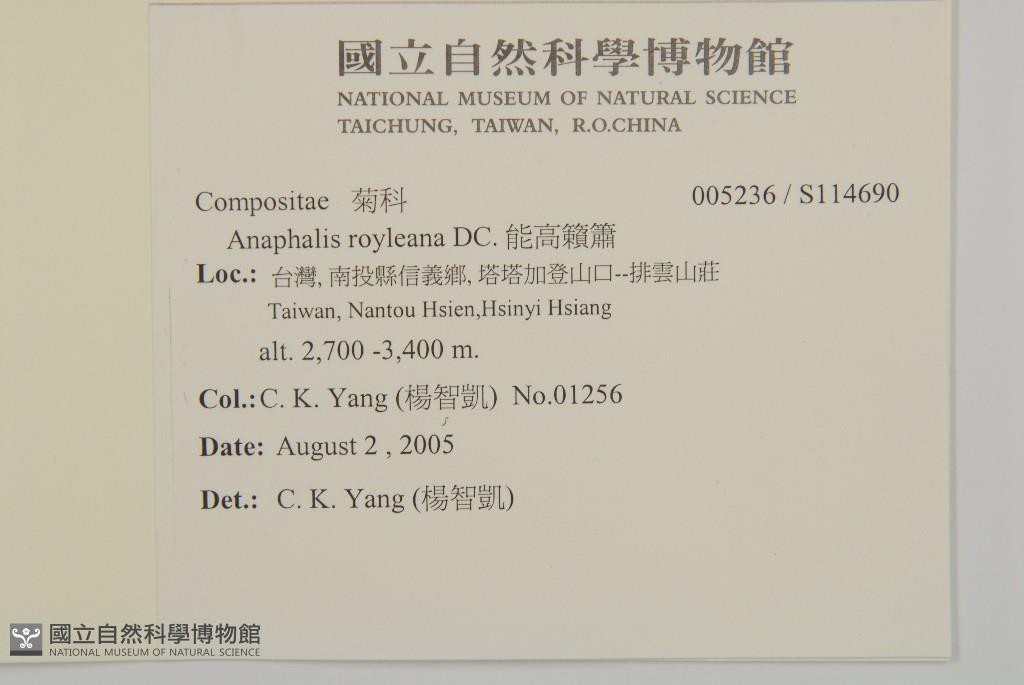 國立自然科學博物館
NATIONAL MUSEUM OF NATURAL SCIENCE
TAICHUNG, TAIWAN, R.O.CHINA
Compositae 菊科 005236 / S114690
Anaphalis royleana DC. 能高籟簫
Loc.: 台灣, 南投縣信義鄉, 塔塔加登山口--排雲山莊
Taiwan, Nantou Hsien,Hsinyi Hsiang
alt. 2,700 -3,400 m.
Col.: C. K. Yang (楊智凱) No.01256
Date: August 2 , 2005
Det.: C. K. Yang (楊智凱)
國立自然科學博物館
NATIONAL MUSEUM OF NATURAL SCIENCE